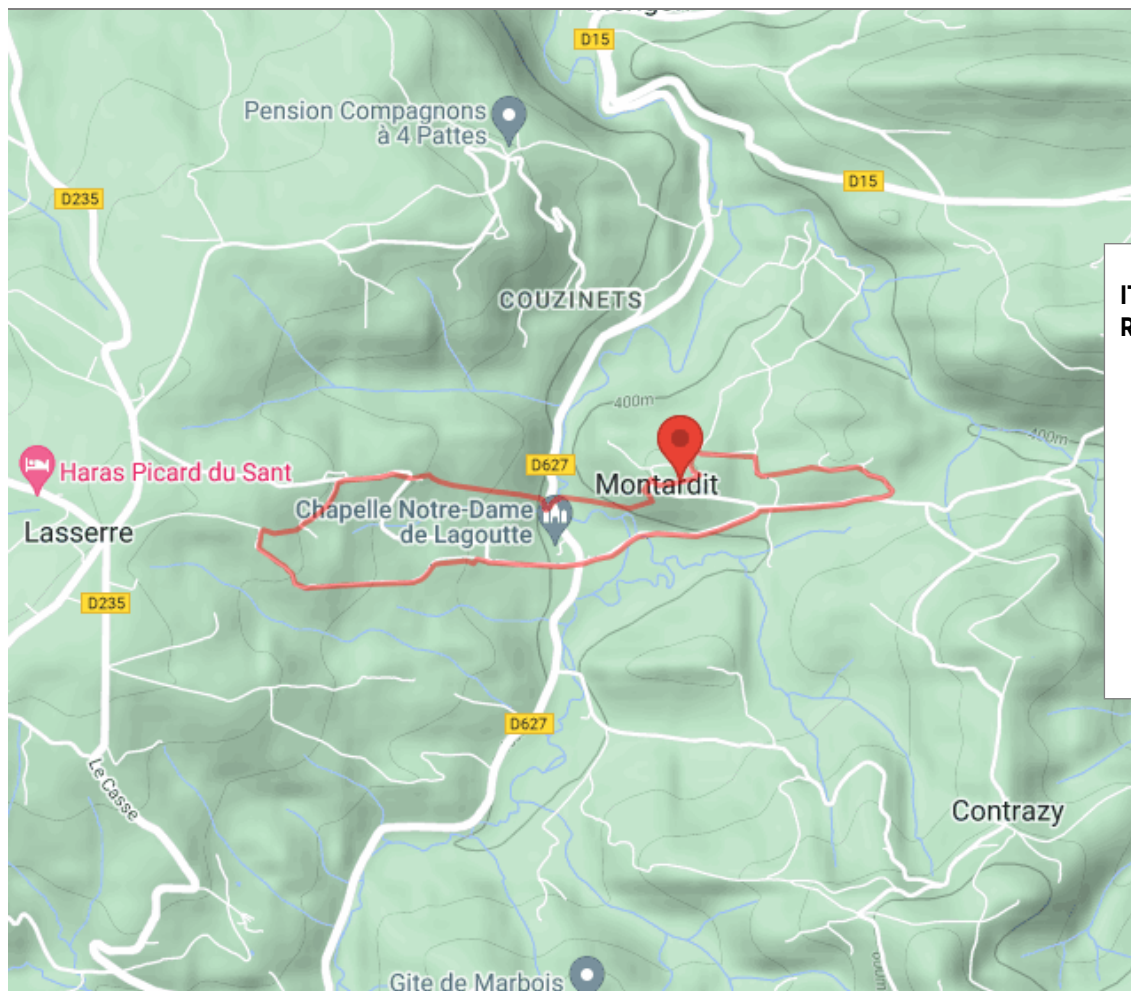 D15
Pension Compagnons
à 4 Pattes
D15
D235
COUZINETS
400m
400m
D627
Haras Picard du Sant
Montardit
Chapelle Notre-Dame
de Lagoutte
Lasserre
D235
D627
Le Casse
Contrazy
600m
Gite de Marbois